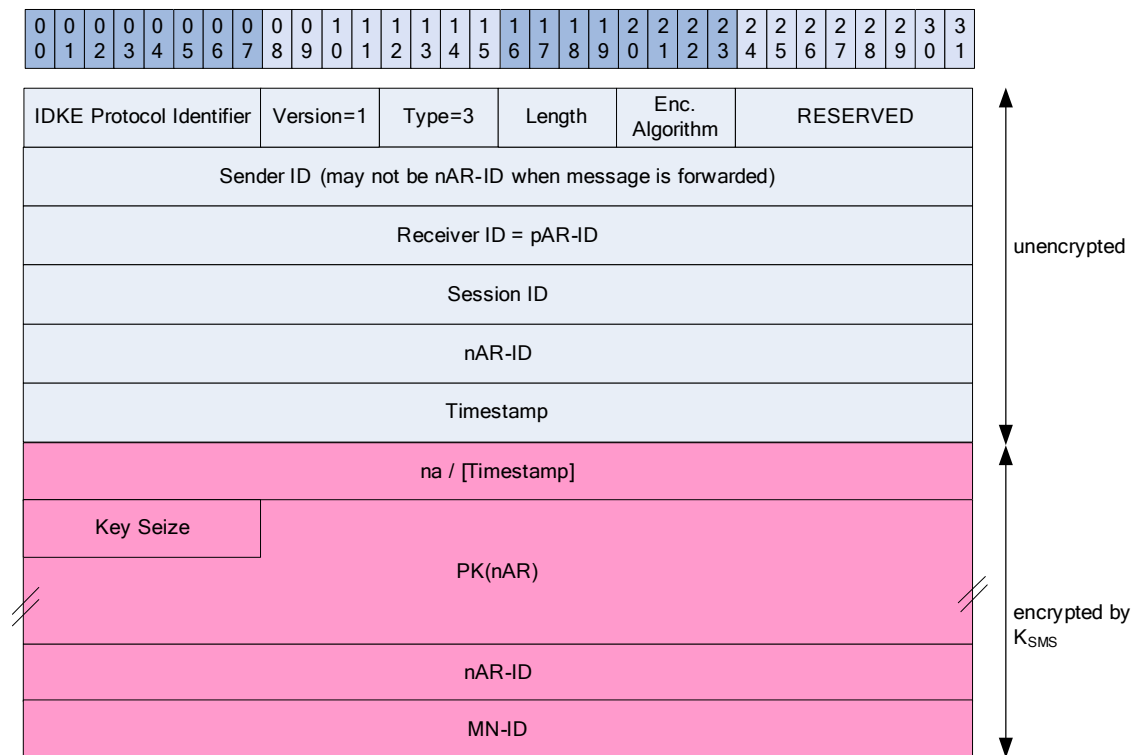 0 0 0 0 0 0 0 0 0 0 1 1 1 1 1 1 1 1 1 1 2 2 2 2 2 2 2 2 2 2 3 3
0 1 2 3 4 5 6 7 8 9 0 1 2 3 4 5 6 7 8 9 0 1 2 3 4 5 6 7 8 9 0 1
IDKE Protocol Identifier Version=1 Type=3 Length Enc. Algorithm RESERVED
Sender ID (may not be nAR-ID when message is forwarded)
Receiver ID = pAR-ID
unencrypted
Session ID
nAR-ID
Timestamp
na / [Timestamp]
Key Seize
PK(nAR)
encrypted by
KSMS
nAR-ID
MN-ID